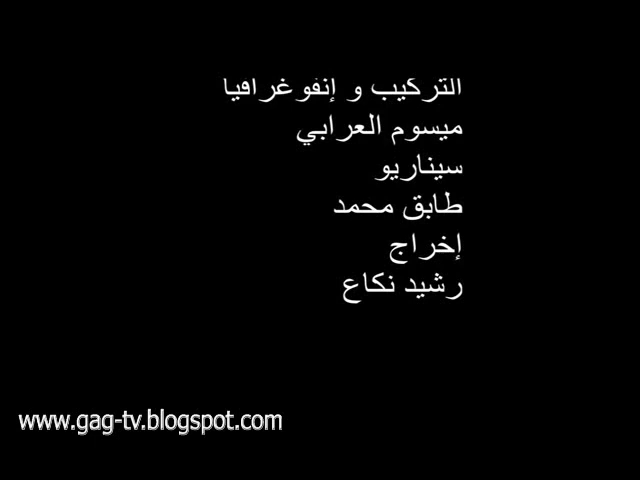 التركيب و إنفوغرافيا
ميسوم العرابي
سيناريو
طابق محمد
إخراج
رشيد نكاع
www.gag-tv.blogspot.com